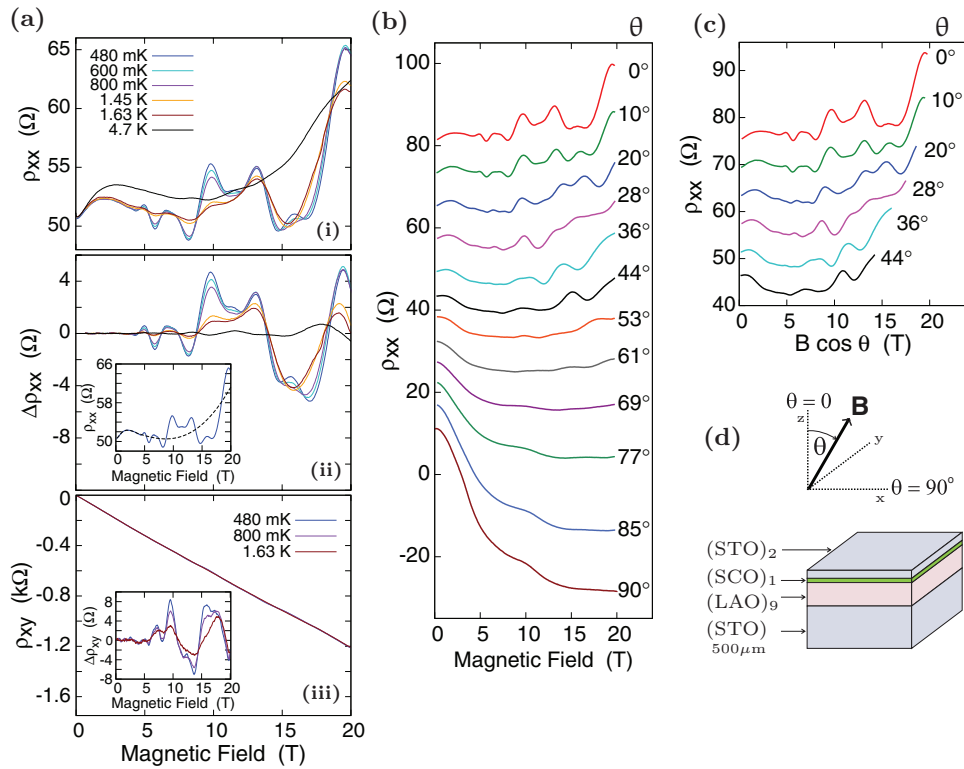 (a)
65
60
55
50
ρxx (Ω)
480 mK
600 mK
800 mK
1.45 K
1.63 K
4.7 K
(i)
4
0
-4
-8
Δρxx (Ω)
66
62
58
54
50
ρxx (Ω)
0 5 10 15 20
Magnetic Field (T)
(ii)
0
-0.4
-0.8
-1.2
-1.6
ρxy (kΩ)
480 mK
800 mK
1.63 K
8
4
0
-4
-8
Δρxy (Ω)
0 5 10 15 20
Magnetic Field (T)
(iii)
0 5 10 15 20
Magnetic Field (T)
(b)
θ
100
80
60
40
20
0
-20
ρxx (Ω)
0°
10°
20°
28°
36°
44°
53°
61°
69°
77°
85°
90°
0 5 10 15 20
Magnetic Field (T)
(c)
θ
90
80
70
60
50
40
ρxx (Ω)
0°
10°
20°
28°
36°
44°
0 5 10 15 20
B cos θ (T)
(d)
θ = 0
z
B
θ
y
x
θ = 90°
(STO)2
(SCO)1
(LAO)9
(STO)
500μm